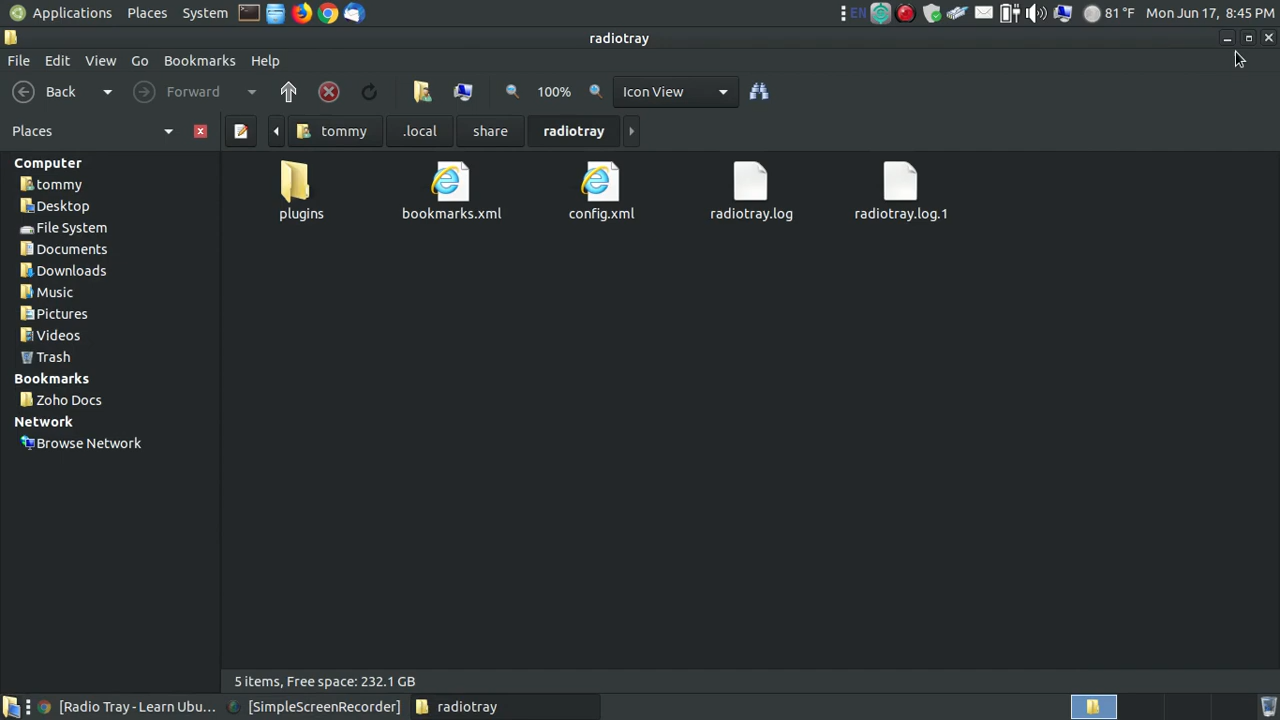 Applications Places System EN 81 °F Mon Jun 17, 8:45 PM
radiotray
File Edit View Go Bookmarks Help
Back Forward 100% Icon View
Places tommy .local share radiotray
Computer
tommy
Desktop
File System
Documents
Downloads
Music
Pictures
Videos
Trash
Bookmarks
Zoho Docs
Network
Browse Network
plugins bookmarks.xml config.xml radiotray.log radiotray.log.1
5 items, Free space: 232.1 GB
[Radio Tray - Learn Ubu... [SimpleScreenRecorder] radiotray